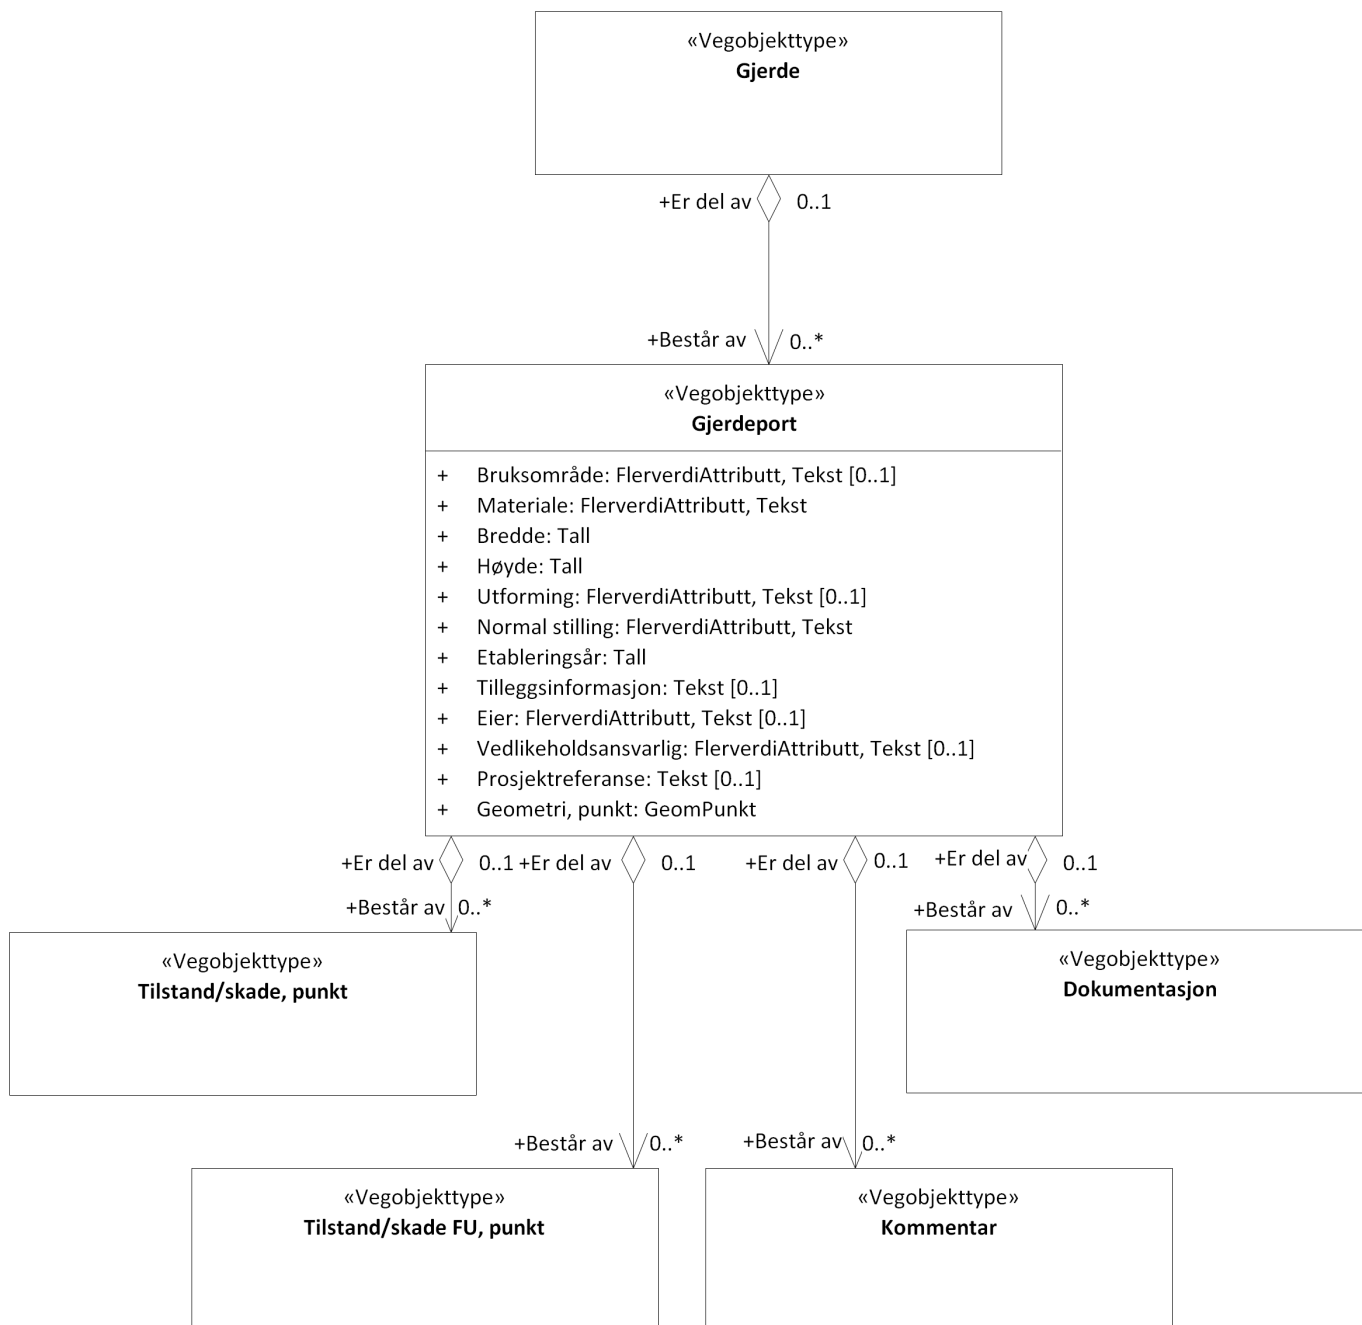 «Vegobjekttype»
Gjerde
+Er del av 0..1
+Består av 0..*
«Vegobjekttype»
Gjerdeport
+ Bruksområde: FlerverdiAttributt, Tekst [0..1]
+ Materiale: FlerverdiAttributt, Tekst
+ Bredde: Tall
+ Høyde: Tall
+ Utforming: FlerverdiAttributt, Tekst [0..1]
+ Normal stilling: FlerverdiAttributt, Tekst
+ Etableringsår: Tall
+ Tilleggsinformasjon: Tekst [0..1]
+ Eier: FlerverdiAttributt, Tekst [0..1]
+ Vedlikeholdsansvarlig: FlerverdiAttributt, Tekst [0..1]
+ Prosjektreferanse: Tekst [0..1]
+ Geometri, punkt: GeomPunkt
+Er del av 0..1 +Er del av 0..1 +Er del av 0..1 +Er del av 0..1
+Består av 0..* +Består av 0..*
«Vegobjekttype»
Tilstand/skade, punkt
«Vegobjekttype»
Dokumentasjon
+Består av 0..* +Består av 0..*
«Vegobjekttype»
Tilstand/skade FU, punkt
«Vegobjekttype»
Kommentar